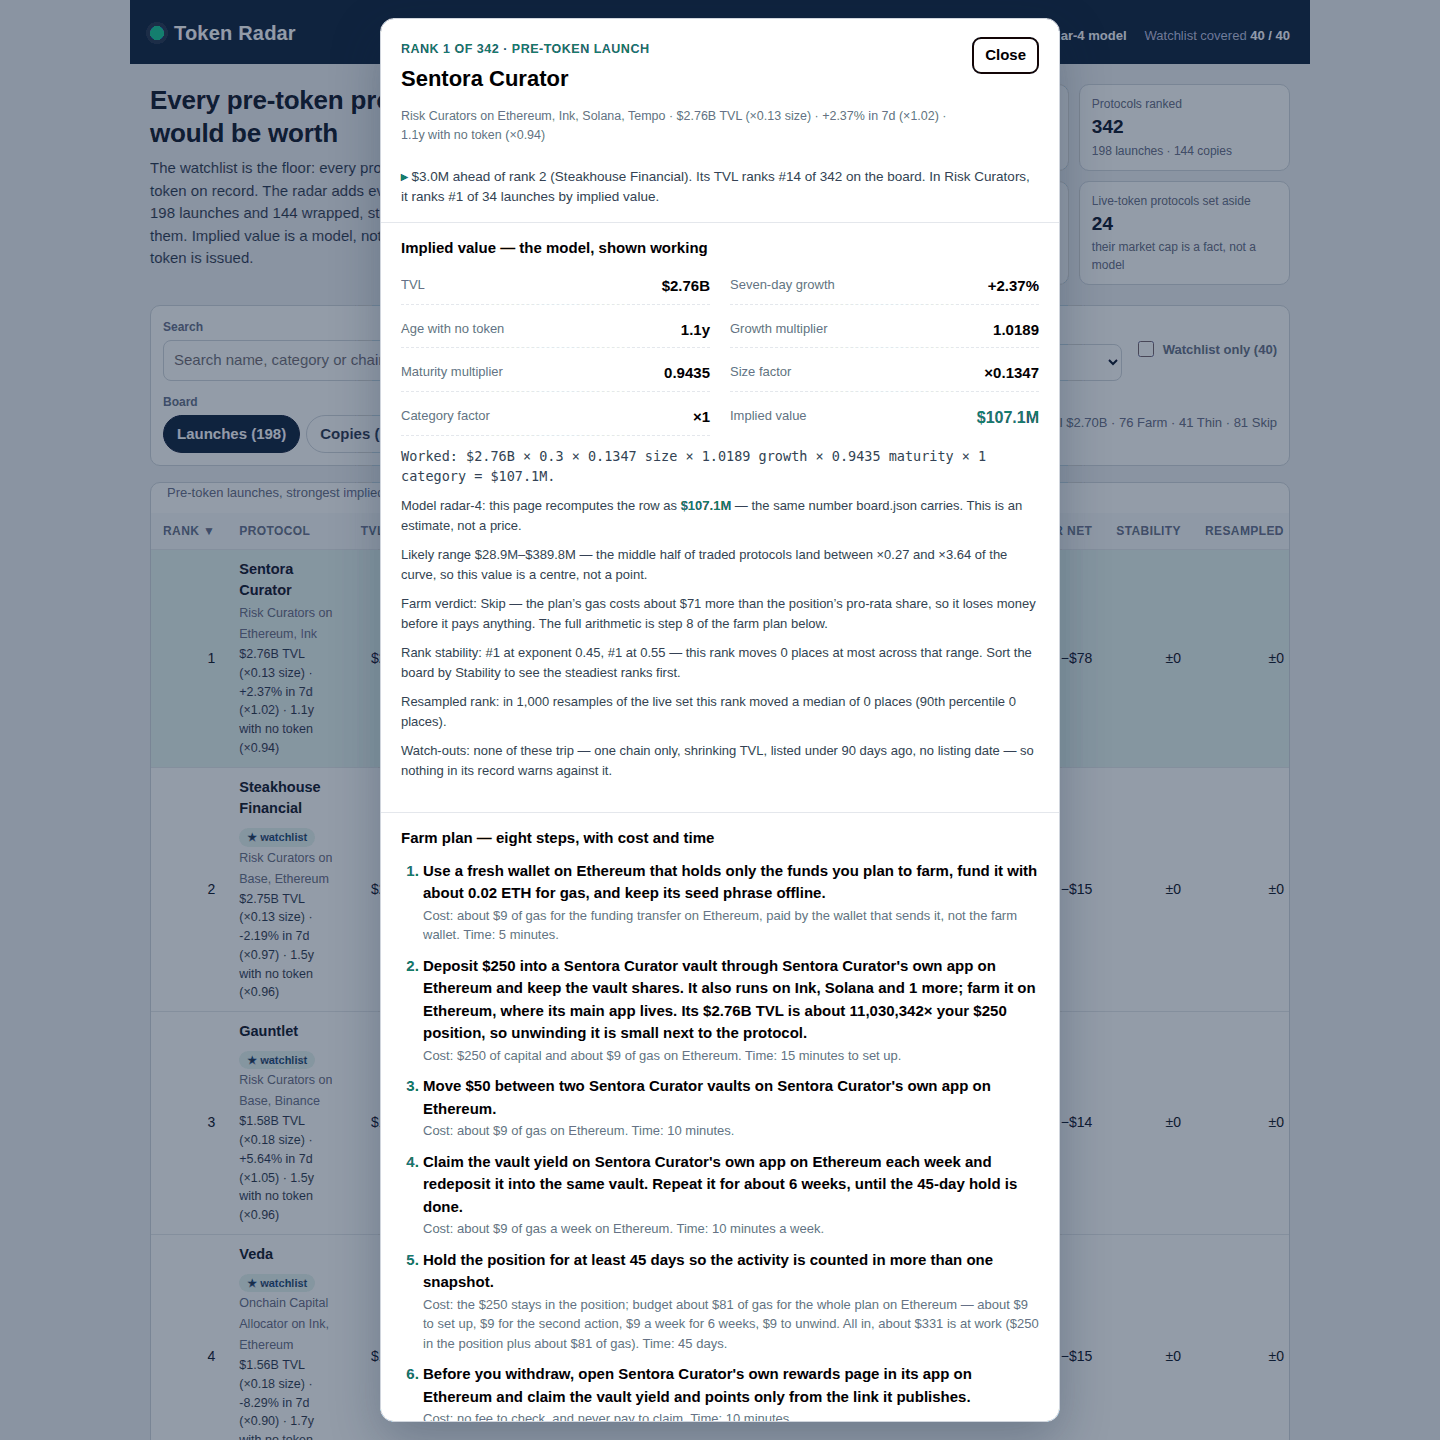 Token Radar
ar-4 model
Watchlist covered 40 / 40
Every pre-token pr
would be worth
The watchlist is the floor: every pro
token on record. The radar adds ev
198 launches and 144 wrapped, st
them. Implied value is a model, not
token is issued.
Protocols ranked
342
198 launches · 144 copies
Live-token protocols set aside
24
their market cap is a fact, not a
model
Search
Search name, category or chai
Watchlist only (40)
Board
Launches (198)
Copies (
$2.70B · 76 Farm · 41 Thin · 81 Skip
Pre-token launches, strongest implied
RANK ▼
PROTOCOL
TVL
NET
STABILITY
RESAMPLED
1
Sentora
Curator
Risk Curators on
Ethereum, Ink
$2.76B TVL
(×0.13 size) ·
+2.37% in 7d
(×1.02) · 1.1y
with no token
(×0.94)
$
−$78
±0
±0
2
Steakhouse
Financial
★ watchlist
Risk Curators on
Base, Ethereum
$2.75B TVL
(×0.13 size) ·
-2.19% in 7d
(×0.97) · 1.5y
with no token
(×0.96)
$
−$15
±0
±0
3
Gauntlet
★ watchlist
Risk Curators on
Base, Binance
$1.58B TVL
(×0.18 size) ·
+5.64% in 7d
(×1.05) · 1.5y
with no token
(×0.96)
$
−$14
±0
±0
4
Veda
★ watchlist
Onchain Capital
Allocator on Ink,
Ethereum
$1.56B TVL
(×0.18 size) ·
-8.29% in 7d
(×0.90) · 1.7y
with no token
$
−$15
±0
±0
RANK 1 OF 342 · PRE-TOKEN LAUNCH
Close
Sentora Curator
Risk Curators on Ethereum, Ink, Solana, Tempo · $2.76B TVL (×0.13 size) · +2.37% in 7d (×1.02) ·
1.1y with no token (×0.94)
▸ $3.0M ahead of rank 2 (Steakhouse Financial). Its TVL ranks #14 of 342 on the board. In Risk Curators,
it ranks #1 of 34 launches by implied value.
Implied value — the model, shown working
TVL $2.76B
Seven-day growth +2.37%
Age with no token 1.1y
Growth multiplier 1.0189
Maturity multiplier 0.9435
Size factor ×0.1347
Category factor ×1
Implied value $107.1M
Worked: $2.76B × 0.3 × 0.1347 size × 1.0189 growth × 0.9435 maturity × 1
category = $107.1M.
Model radar-4: this page recomputes the row as $107.1M — the same number board.json carries. This is an
estimate, not a price.
Likely range $28.9M–$389.8M — the middle half of traded protocols land between ×0.27 and ×3.64 of the
curve, so this value is a centre, not a point.
Farm verdict: Skip — the plan’s gas costs about $71 more than the position’s pro-rata share, so it loses money
before it pays anything. The full arithmetic is step 8 of the farm plan below.
Rank stability: #1 at exponent 0.45, #1 at 0.55 — this rank moves 0 places at most across that range. Sort the
board by Stability to see the steadiest ranks first.
Resampled rank: in 1,000 resamples of the live set this rank moved a median of 0 places (90th percentile 0
places).
Watch-outs: none of these trip — one chain only, shrinking TVL, listed under 90 days ago, no listing date — so
nothing in its record warns against it.
Farm plan — eight steps, with cost and time
1. Use a fresh wallet on Ethereum that holds only the funds you plan to farm, fund it with
about 0.02 ETH for gas, and keep its seed phrase offline.
Cost: about $9 of gas for the funding transfer on Ethereum, paid by the wallet that sends it, not the farm
wallet. Time: 5 minutes.
2. Deposit $250 into a Sentora Curator vault through Sentora Curator's own app on
Ethereum and keep the vault shares. It also runs on Ink, Solana and 1 more; farm it on
Ethereum, where its main app lives. Its $2.76B TVL is about 11,030,342× your $250
position, so unwinding it is small next to the protocol.
Cost: $250 of capital and about $9 of gas on Ethereum. Time: 15 minutes to set up.
3. Move $50 between two Sentora Curator vaults on Sentora Curator's own app on
Ethereum.
Cost: about $9 of gas on Ethereum. Time: 10 minutes.
4. Claim the vault yield on Sentora Curator's own app on Ethereum each week and
redeposit it into the same vault. Repeat it for about 6 weeks, until the 45-day hold is
done.
Cost: about $9 of gas a week on Ethereum. Time: 10 minutes a week.
5. Hold the position for at least 45 days so the activity is counted in more than one
snapshot.
Cost: the $250 stays in the position; budget about $81 of gas for the whole plan on Ethereum — about $9
to set up, $9 for the second action, $9 a week for 6 weeks, $9 to unwind. All in, about $331 is at work ($250
in the position plus about $81 of gas). Time: 45 days.
6. Before you withdraw, open Sentora Curator's own rewards page in its app on
Ethereum and claim the vault yield and points only from the link it publishes.
Cost: no fee to check, and never pay to claim. Time: 10 minutes.